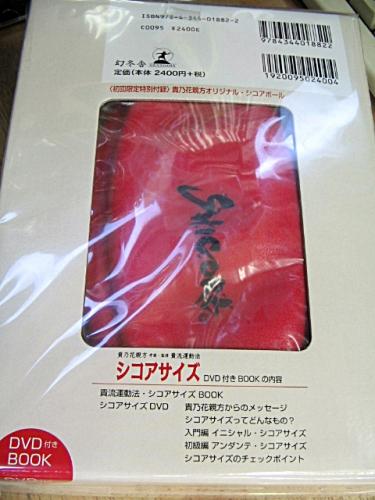 ISBN978-4-344-01882-2
C0095 ¥2400E
9784344018822
1920095024004
幻冬舎
GENTOSHA
定価(本体 2400円+税)
〈初回限定特別付録〉貴乃花親方オリジナル・シコアボール
貴乃花親方 考案・監修 貴流運動法
シコアサイズ DVD付きBOOKの内容
貴流運動法・シコアサイズ BOOK
シコアサイズ DVD 貴乃花親方からのメッセージ
シコアサイズってどんなもの?
入門編 イニシャル・シコアサイズ
初級編 アンダンテ・シコアサイズ
シコアサイズのチェックポイント
DVD付き
BOOK